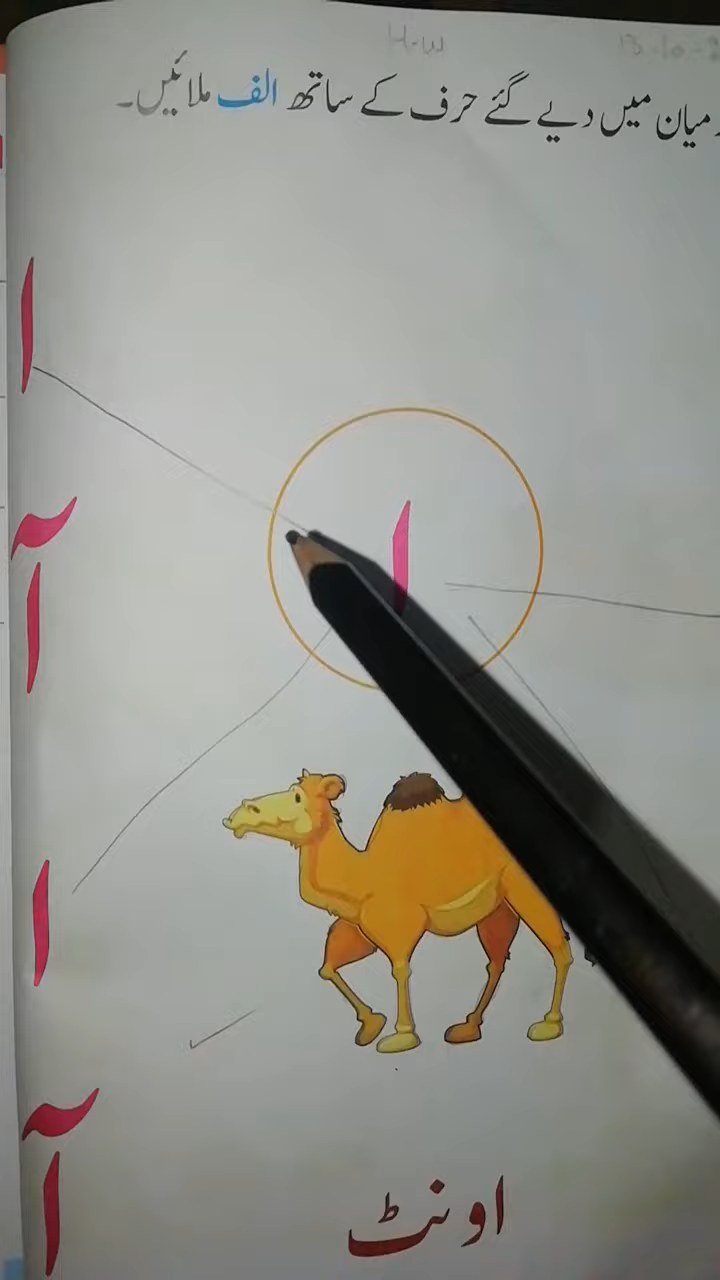 H.W
میان میں دیے گئے حرف کے ساتھ الف ملائیں۔
ا
ا
آ
ا
آ
اونٹ